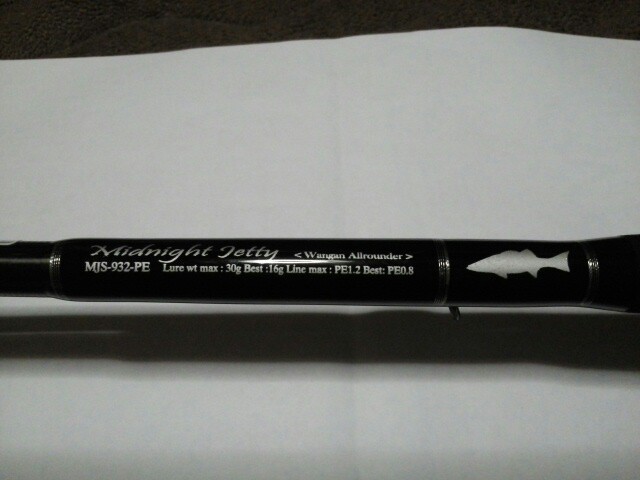 Midnight Jetty < Wangan Allrounder >
MJS-932-PE Lure wt max : 30g Best :16g Line max : PE1.2 Best: PE0.8